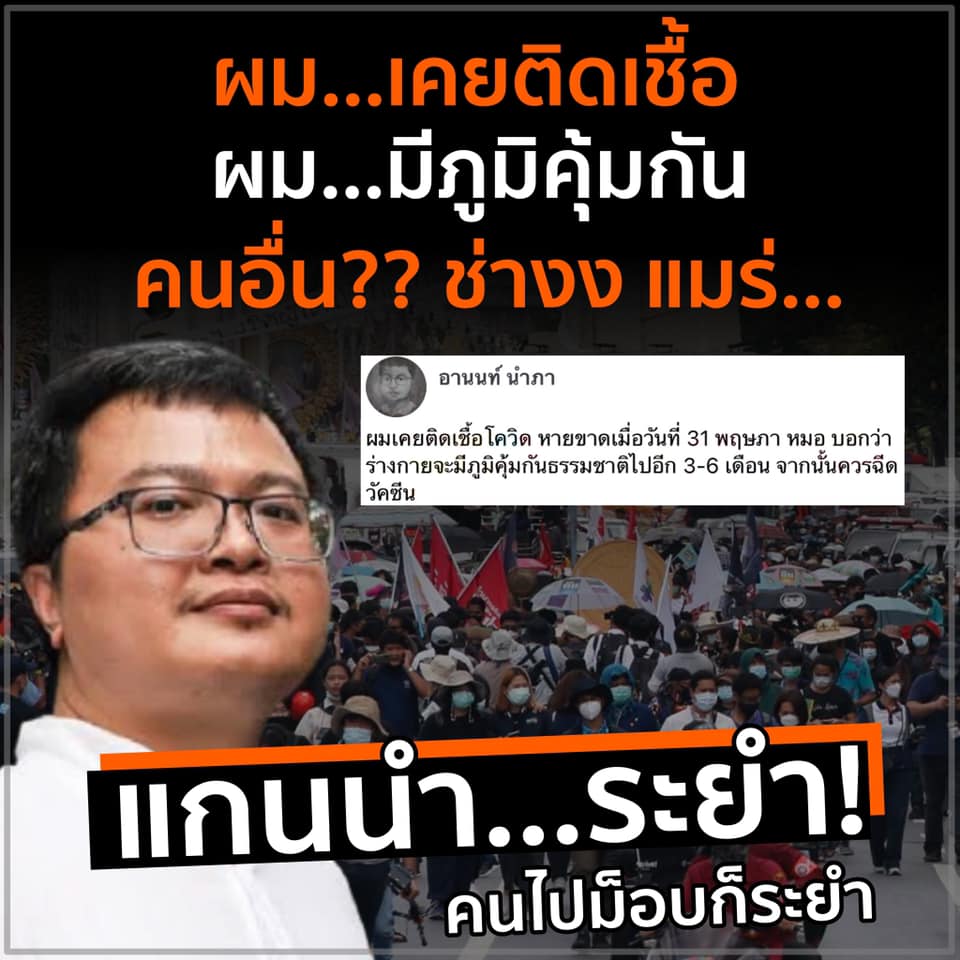 ผม...เคยติดเชื้อ
ผม...มีภูมิคุ้มกัน
คนอื่น?? ช่างง แมร่...
อานนท์ นำภา
ผมเคยติดเชื้อโควิด หายขาดเมื่อวันที่ 31 พฤษภา หมอ บอกว่า
ร่างกายจะมีภูมิคุ้มกันธรรมชาติไปอีก 3-6 เดือน จากนั้นควรฉีด
วัคซีน
แกนนำ...ระยำ!
คนไปม็อบก็ระยำ